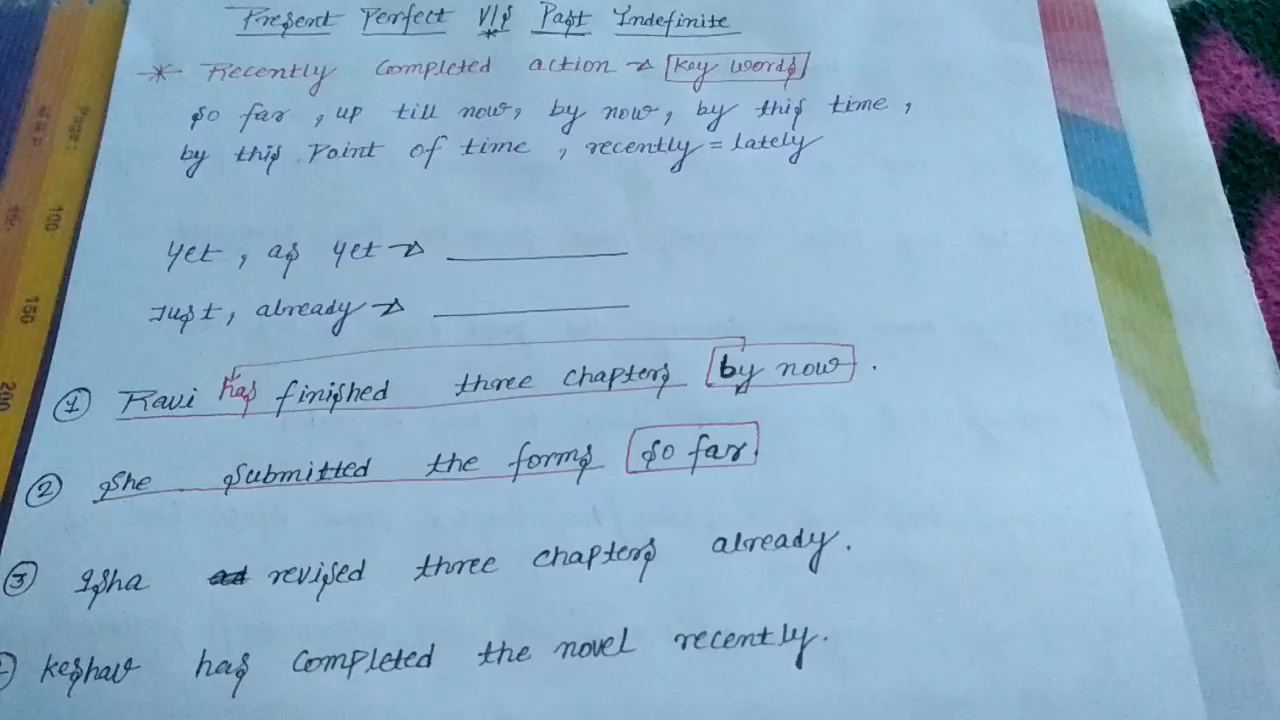 Present Perfect V/s Past Indefinite
* Recently completed action → Key words
so far, up till now, by now, by this time,
by this point of time, recently = lately
Yet, as yet →
Just, already →
1 Ravi has finished three chapters by now.
2 She submitted the forms so far.
3 Isha revised three chapters already.
Keshav has completed the novel recently.
100
150
200